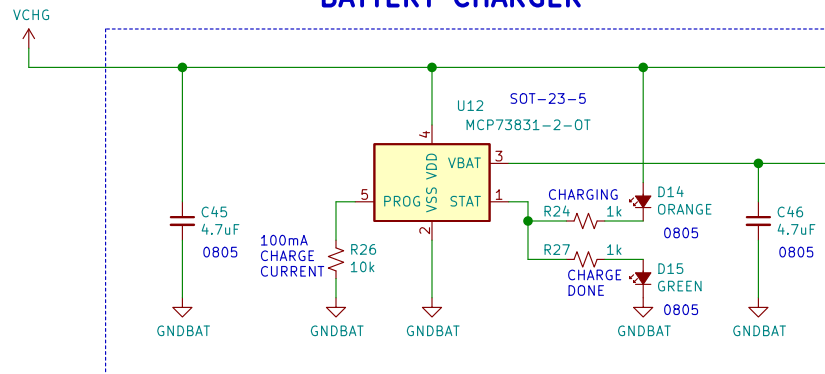 BATTERY CHARGER
VCHG
U12
SOT-23-5
MCP73831-2-OT
4
VDD
VBAT
3
5
PROG
VSS
STAT
1
2
CHARGING
R24
1k
D14
ORANGE
0805
C45
4.7uF
0805
100mA
CHARGE
CURRENT
R26
10k
R27
1k
CHARGE
DONE
D15
GREEN
0805
C46
4.7uF
0805
GNDBAT
GNDBAT
GNDBAT
GNDBAT
GNDBAT